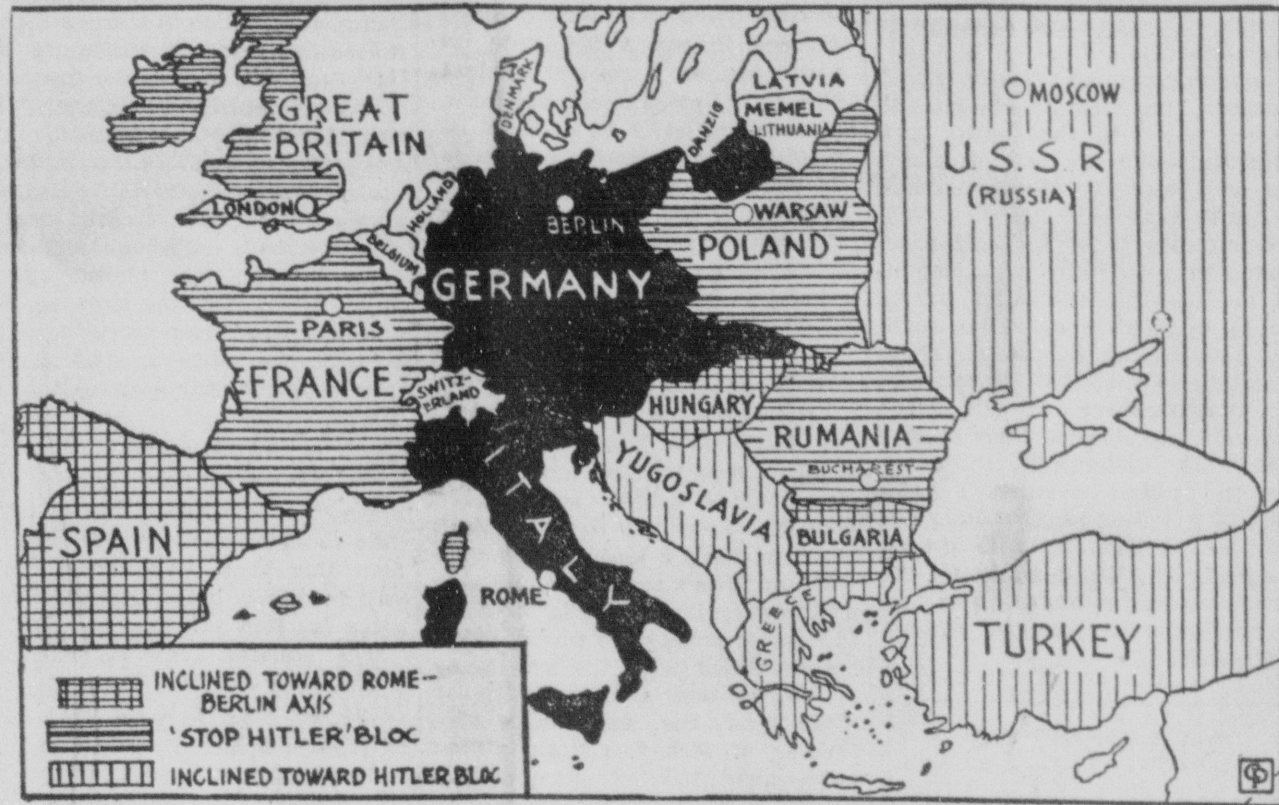 GREAT
BRITAIN
LONDON
DENMARK
HOLLAND
BELGIUM
LATVIA
MEMEL
LITHUANIA
DANZIG
MOSCOW
U.S.S.R
(RUSSIA)
BERLIN
GERMANY
WARSAW
POLAND
PARIS
FRANCE
SWITZ-
ERLAND
HUNGARY
RUMANIA
BUCHAREST
YUGOSLAVIA
ITALY
SPAIN
BULGARIA
ROME
GREECE
TURKEY
INCLINED TOWARD ROME--
BERLIN AXIS
'STOP HITLER' BLOC
INCLINED TOWARD HITLER BLOC